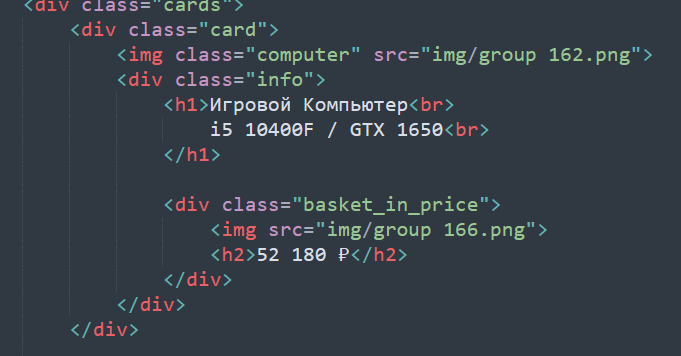 <div class="cards">
<div class="card">
<img class="computer" src="img/group 162.png">
<div class="info">
<h1>Игровой Компьютер<br>
i5 10400F / GTX 1650<br>
</h1>
<div class="basket_in_price">
<img src="img/group 166.png">
<h2>52 180 ₽</h2>
</div>
</div>
</div>